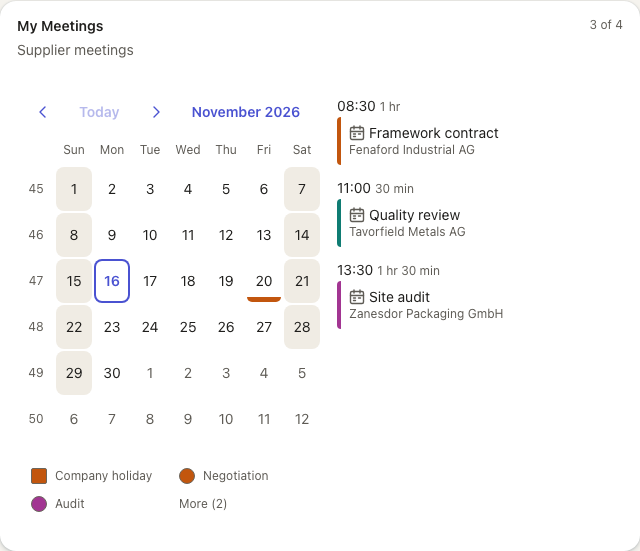 My Meetings
3 of 4
Supplier meetings
Today
November 2026
Sun Mon Tue Wed Thu Fri Sat
45 1 2 3 4 5 6 7
46 8 9 10 11 12 13 14
47 15 16 17 18 19 20 21
48 22 23 24 25 26 27 28
49 29 30 1 2 3 4 5
50 6 7 8 9 10 11 12
Company holiday
Negotiation
Audit
More (2)
08:30 1 hr
Framework contract
Fenaford Industrial AG
11:00 30 min
Quality review
Tavorfield Metals AG
13:30 1 hr 30 min
Site audit
Zanesdor Packaging GmbH